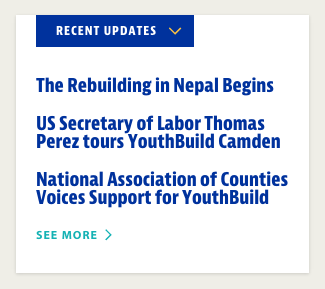 RECENT UPDATES
The Rebuilding in Nepal Begins
US Secretary of Labor Thomas
Perez tours YouthBuild Camden
National Association of Counties
Voices Support for YouthBuild
SEE MORE